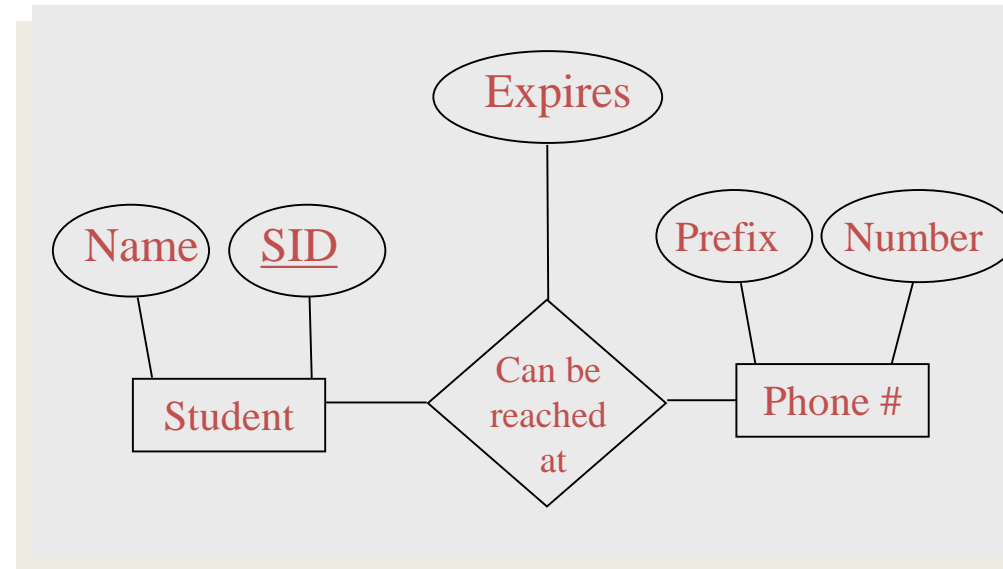 Expires
Name
SID
Prefix
Number
Can be
reached
at
Student
Phone #